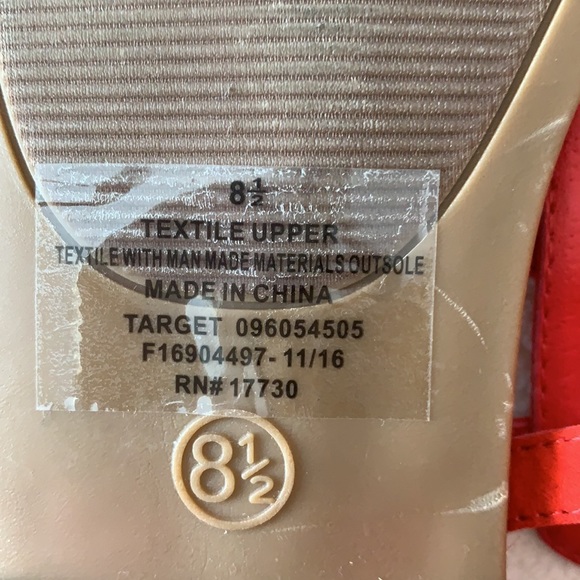 8½
TEXTILE UPPER
TEXTILE WITH MAN MADE MATERIALS OUTSOLE
MADE IN CHINA
TARGET 096054505
F16904497- 11/16
RN# 17730
8½